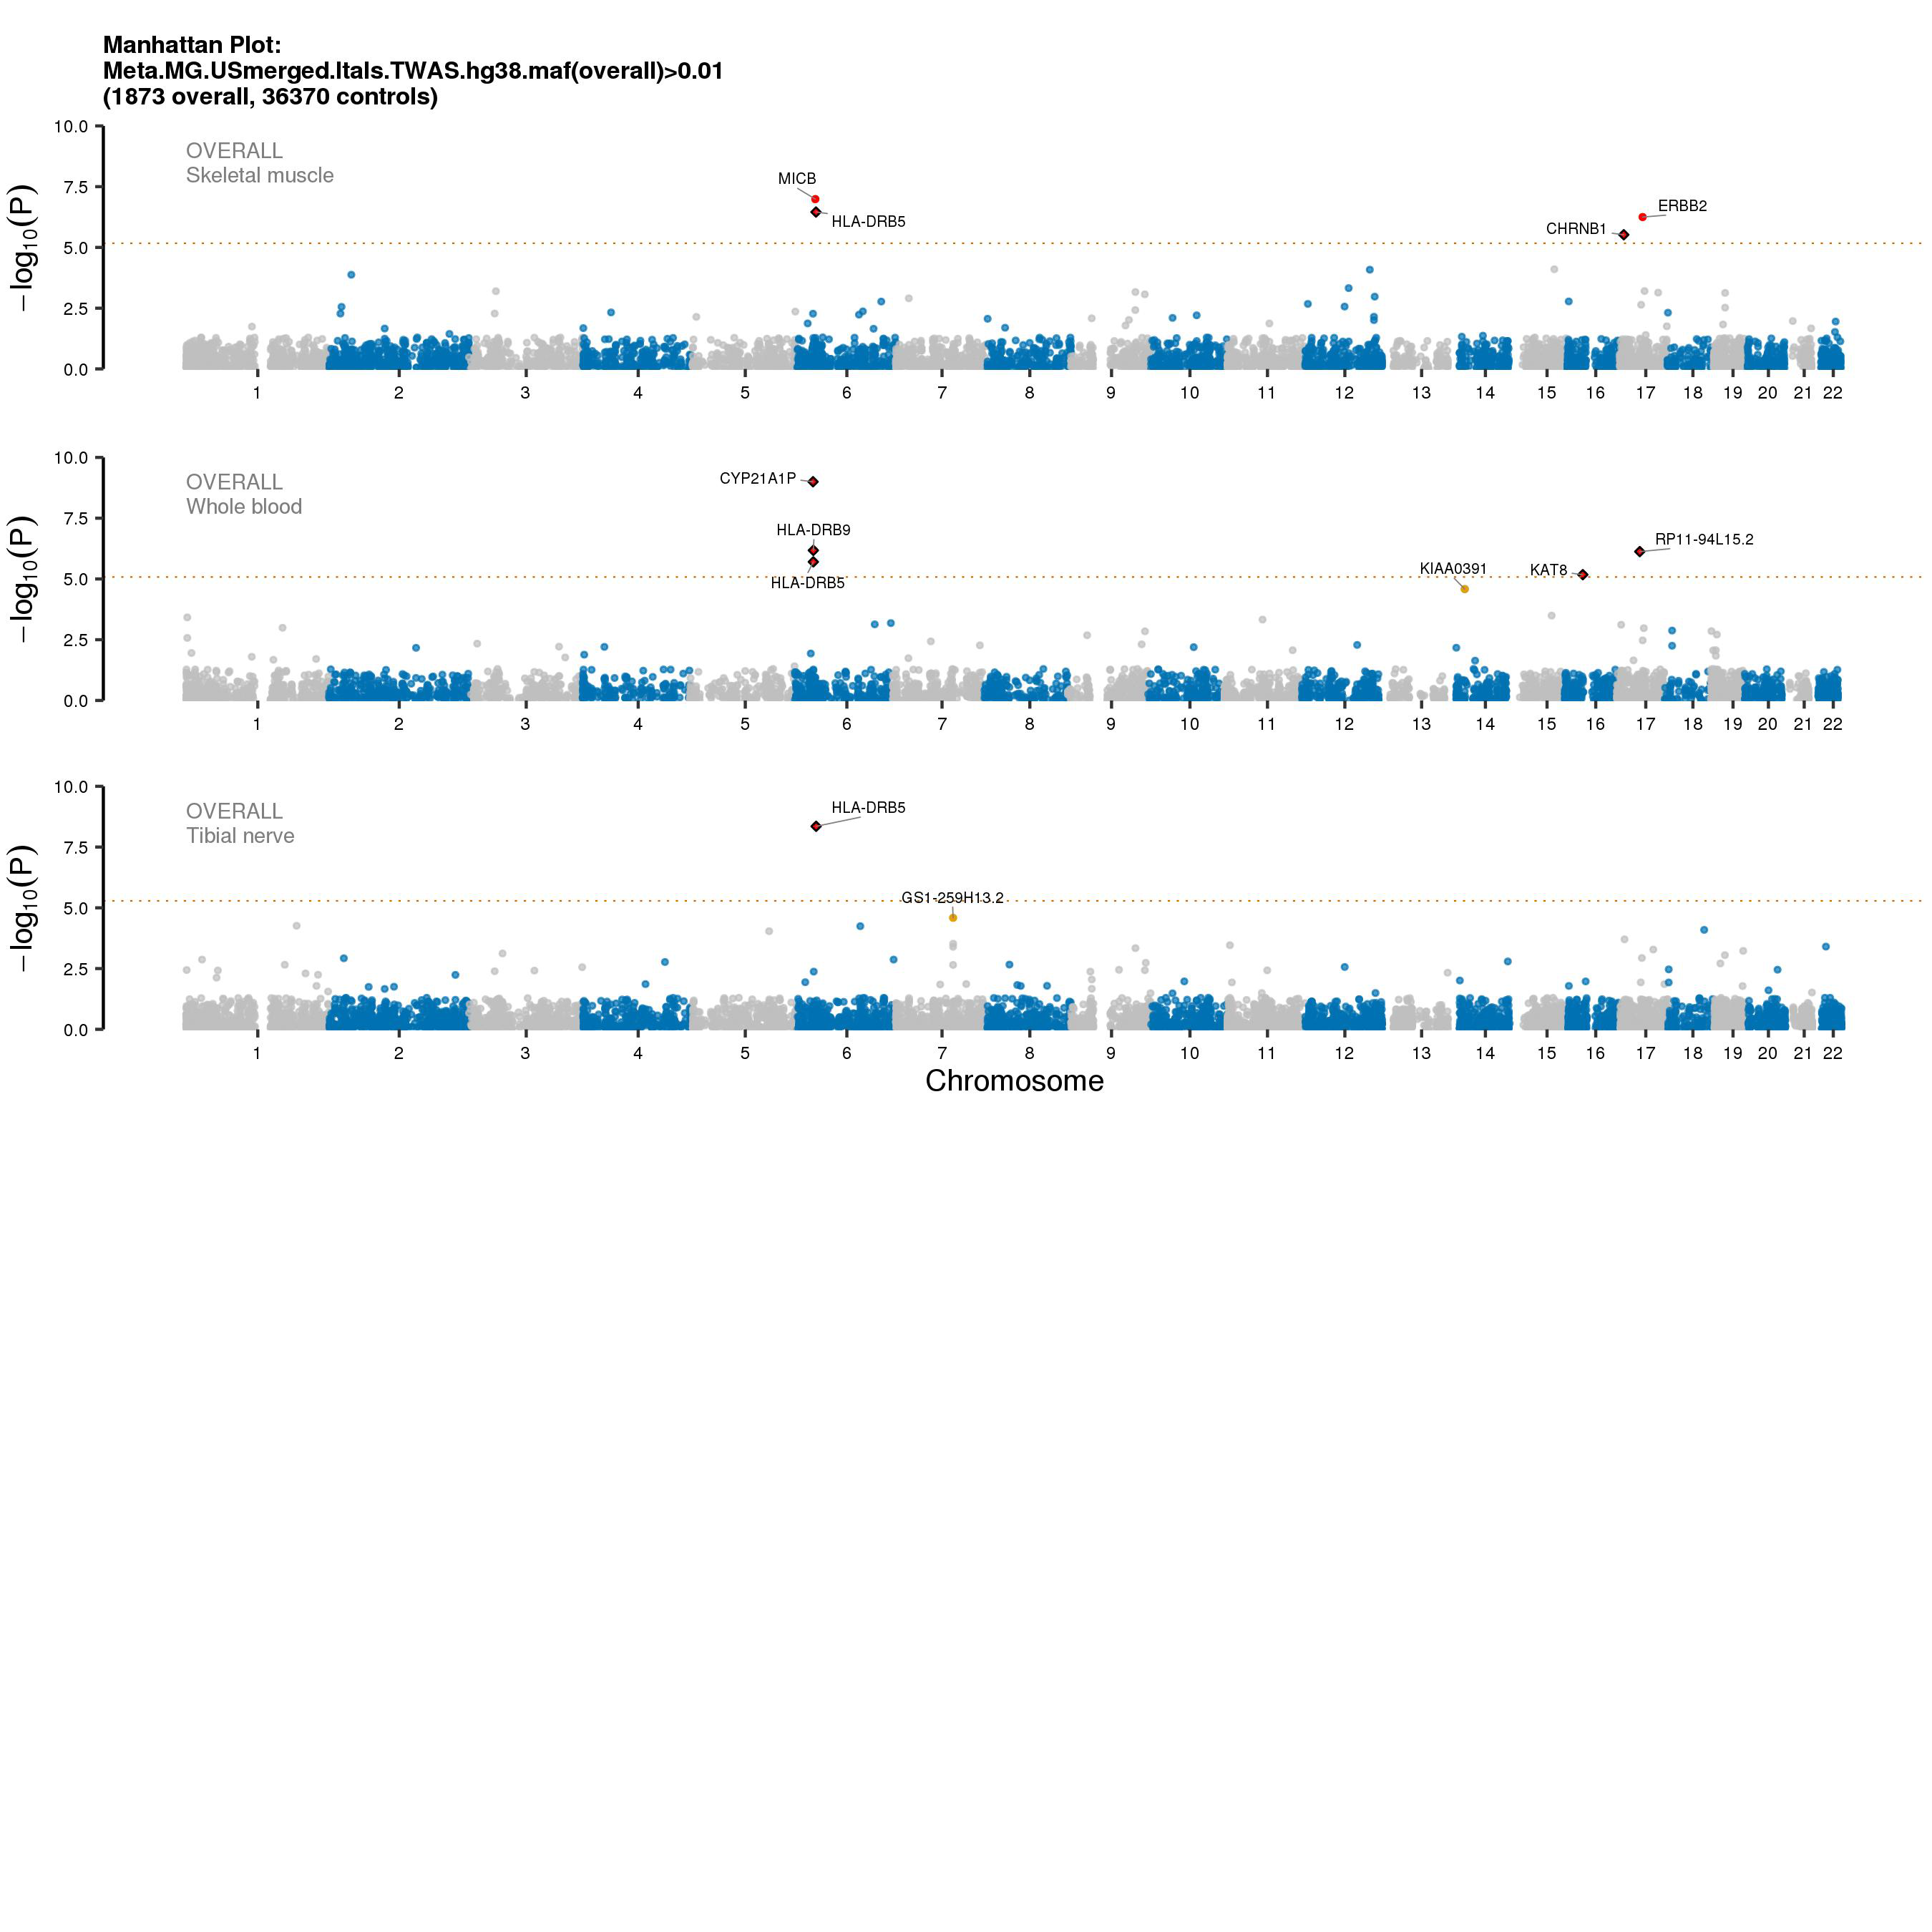 Manhattan Plot:
Meta.MG.USmerged.Itals.TWAS.hg38.maf(overall)>0.01
(1873 overall, 36370 controls)
10.0
7.5
5.0
2.5
0.0
−log10(P)
OVERALL
Skeletal muscle
MICB
HLA-DRB5
ERBB2
CHRNB1
1 2 3 4 5 6 7 8 9 10 11 12 13 14 15 16 17 18 19 20 21 22
10.0
7.5
5.0
2.5
0.0
−log10(P)
OVERALL
Whole blood
CYP21A1P
HLA-DRB9
HLA-DRB5
RP11-94L15.2
KIAA0391
KAT8
1 2 3 4 5 6 7 8 9 10 11 12 13 14 15 16 17 18 19 20 21 22
10.0
7.5
5.0
2.5
0.0
−log10(P)
OVERALL
Tibial nerve
HLA-DRB5
GS1-259H13.2
1 2 3 4 5 6 7 8 9 10 11 12 13 14 15 16 17 18 19 20 21 22
Chromosome